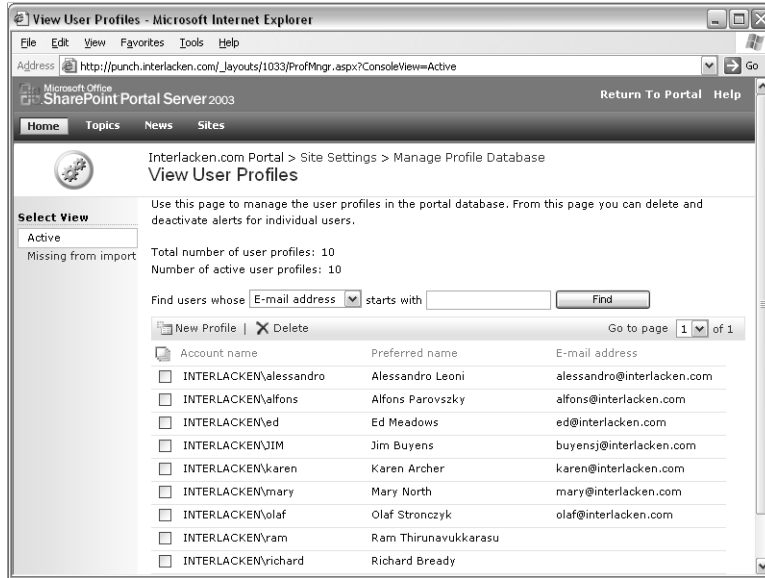 View User Profiles - Microsoft Internet Explorer
File Edit View Favorites Tools Help
Address http://punch.interlacken.com/_layouts/1033/ProfMngr.aspx?ConsoleView=Active Go
Microsoft Office
SharePoint Portal Server 2003 Return To Portal Help
Home Topics News Sites
Interlacken.com Portal > Site Settings > Manage Profile Database
View User Profiles
Select View
Active
Missing from import
Use this page to manage the user profiles in the portal database. From this page you can delete and
deactivate alerts for individual users.
Total number of user profiles: 10
Number of active user profiles: 10
Find users whose E-mail address starts with Find
New Profile | Delete Go to page 1 of 1
Account name Preferred name E-mail address
INTERLACKEN\alessandro Alessandro Leoni alessandro@interlacken.com
INTERLACKEN\alfons Alfons Parovszky alfons@interlacken.com
INTERLACKEN\ed Ed Meadows ed@interlacken.com
INTERLACKEN\JIM Jim Buyens buyensj@interlacken.com
INTERLACKEN\karen Karen Archer karen@interlacken.com
INTERLACKEN\mary Mary North mary@interlacken.com
INTERLACKEN\olaf Olaf Stronczyk olaf@interlacken.com
INTERLACKEN\ram Ram Thirunavukkarasu
INTERLACKEN\richard Richard Bready